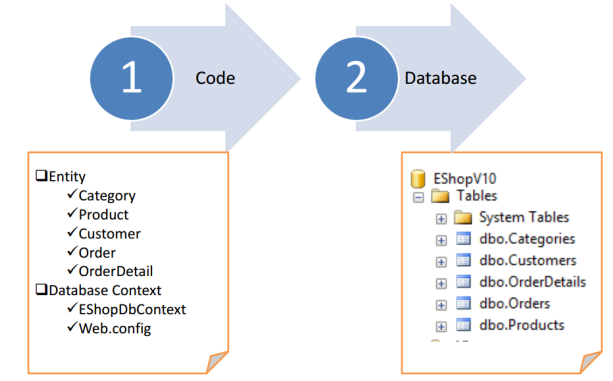 1
Code
2
Database
❑Entity
✓Category
✓Product
✓Customer
✓Order
✓OrderDetail
❑Database Context
✓EShopDbContext
✓Web.config
EShopV10
Tables
System Tables
dbo.Categories
dbo.Customers
dbo.OrderDetails
dbo.Orders
dbo.Products